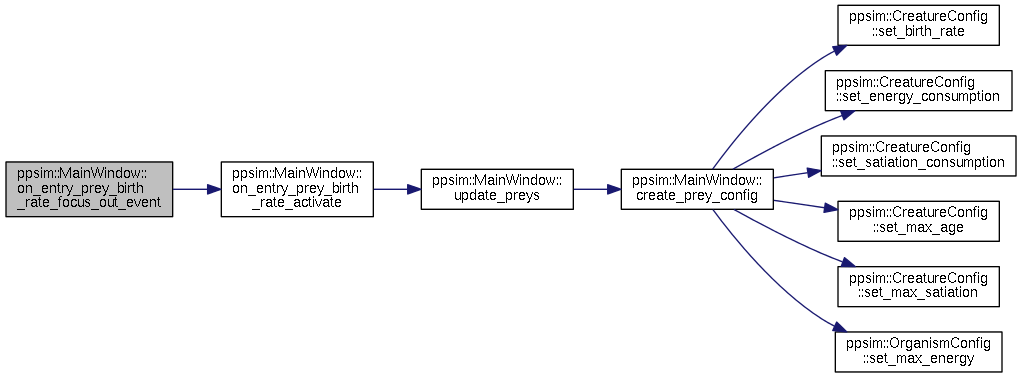 ppsim::MainWindow::
on_entry_prey_birth
_rate_focus_out_event
ppsim::MainWindow::
on_entry_prey_birth
_rate_activate
ppsim::MainWindow::
update_preys
ppsim::MainWindow::
create_prey_config
ppsim::CreatureConfig
::set_birth_rate
ppsim::CreatureConfig
::set_energy_consumption
ppsim::CreatureConfig
::set_satiation_consumption
ppsim::CreatureConfig
::set_max_age
ppsim::CreatureConfig
::set_max_satiation
ppsim::OrganismConfig
::set_max_energy